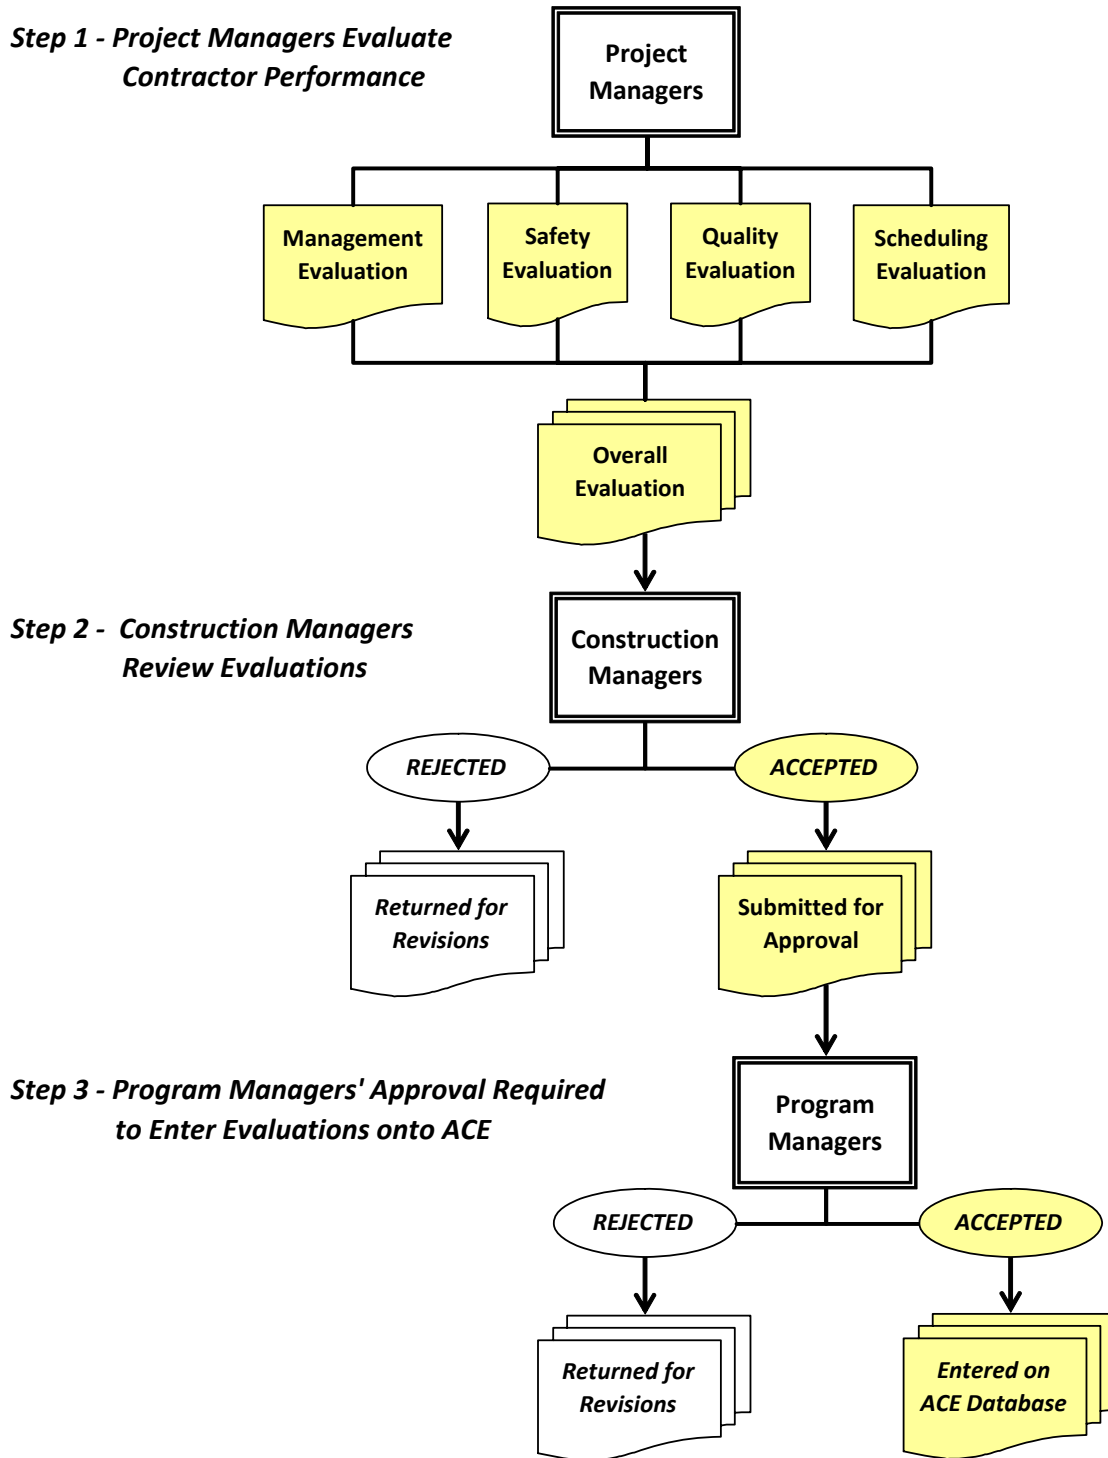 Step 1 - Project Managers Evaluate
Contractor Performance
Project
Managers
Management
Evaluation
Safety
Evaluation
Quality
Evaluation
Scheduling
Evaluation
Overall
Evaluation
Step 2 -  Construction Managers
Review Evaluations
Construction
Managers
REJECTED
ACCEPTED
Returned for
Revisions
Submitted for
Approval
Step 3 - Program Managers' Approval Required
to Enter Evaluations onto ACE
Program
Managers
REJECTED
ACCEPTED
Returned for
Revisions
Entered on
ACE Database